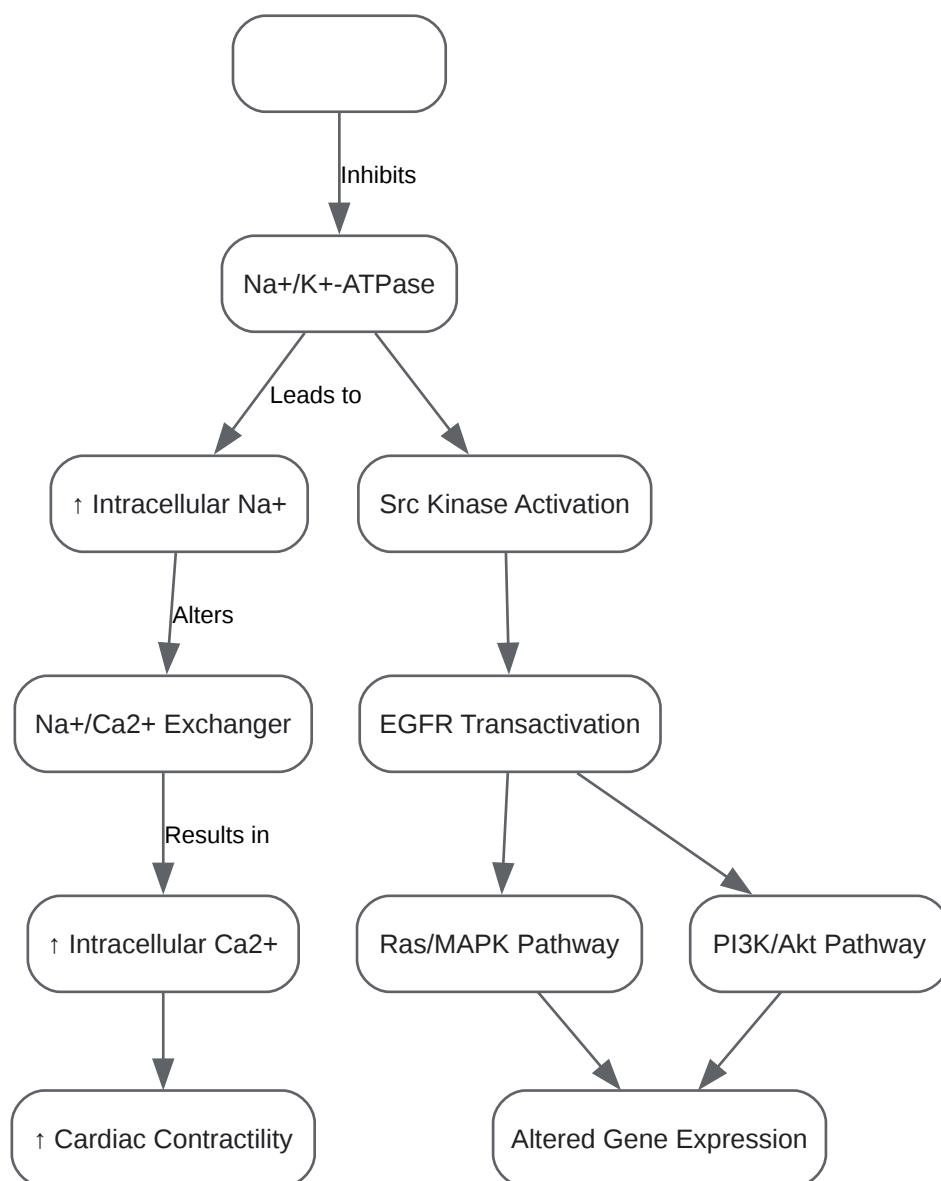 Inhibits
Na+/K+-ATPase
Leads to
↑ Intracellular Na+
Src Kinase Activation
Alters
Na+/Ca2+ Exchanger
EGFR Transactivation
Results in
↑ Intracellular Ca2+
Ras/MAPK Pathway
PI3K/Akt Pathway
↑ Cardiac Contractility
Altered Gene Expression